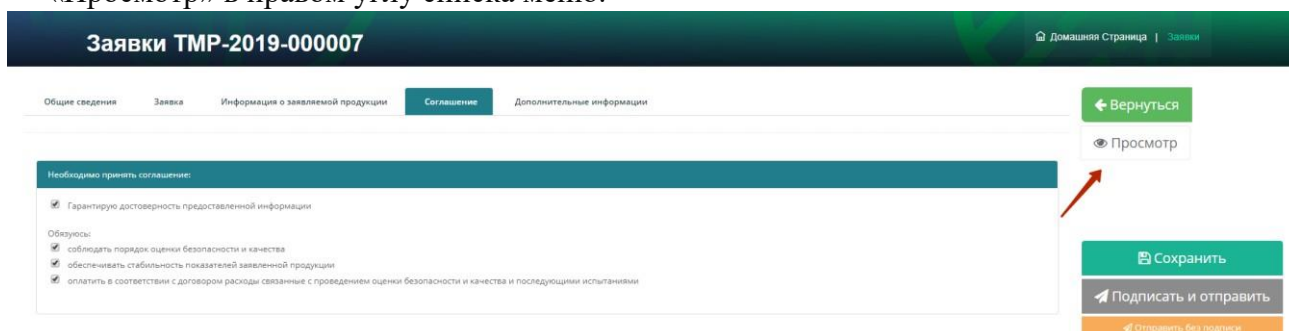 «Просмотр» в правом углу списка меню.
Заявки TMP-2019-000007
Домашняя Страница | Заявки
Общие сведения Заявка Информация о заявляемой продукции Соглашение Дополнительные информации
Вернуться
Просмотр
Необходимо принять соглашение:
Гарантирую достоверность предоставленной информации
Обязуюсь:
соблюдать порядок оценки безопасности и качества
обеспечивать стабильность показателей заявленной продукции
оплатить в соответствии с договором расходы связанные с проведением оценки безопасности и качества и последующими испытаниями
Сохранить
Подписать и отправить
Отправить без подписи